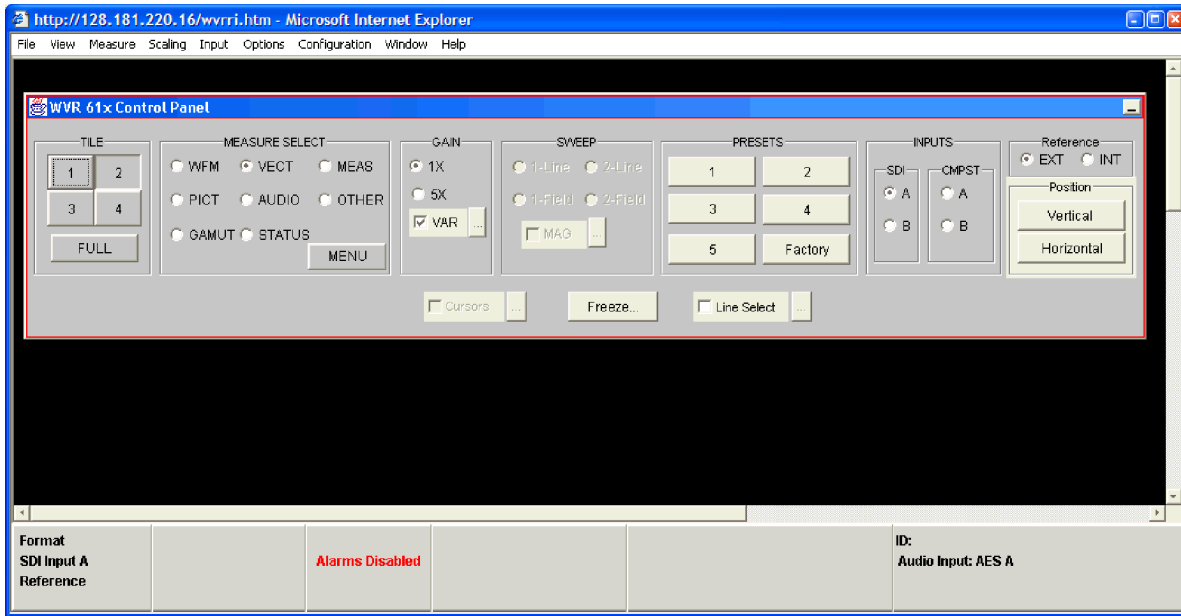 http://128.181.220.16/wvrri.htm - Microsoft Internet Explorer
File View Measure Scaling Input Options Configuration Window Help
WVR 61x Control Panel
TILE
1 2
3 4
FULL
MEASURE SELECT
WFM VECT MEAS
PICT AUDIO OTHER
GAMUT STATUS
MENU
GAIN
1X
5X
VAR ...
SWEEP
1-Line 2-Line
1-Field 2-Field
MAG ...
PRESETS
1 2
3 4
5 Factory
INPUTS
SDI
A
B
CMPST
A
B
Reference
EXT INT
Position
Vertical
Horizontal
Cursors ...
Freeze...
Line Select ...
Format
SDI Input A
Reference
Alarms Disabled
ID:
Audio Input: AES A